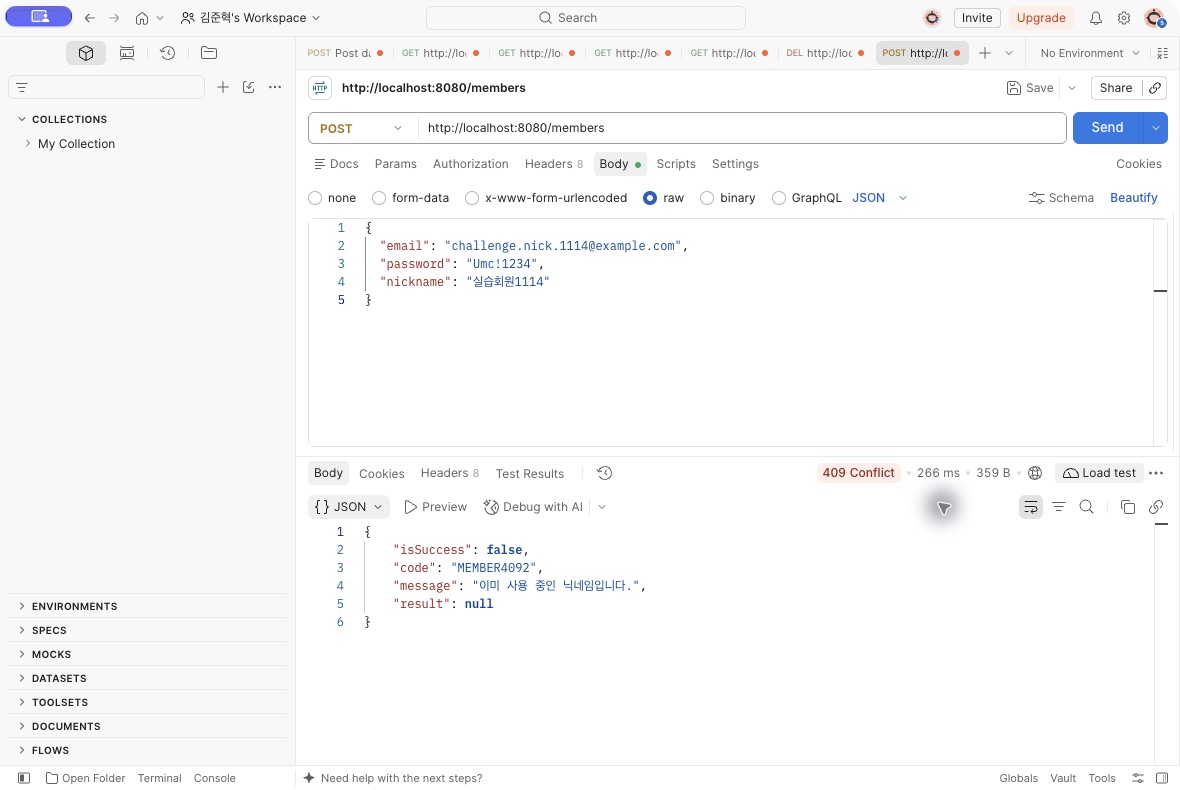 김준혁's Workspace
Search
Invite
Upgrade
POST Post da
GET http://loc
GET http://loc
GET http://loc
GET http://loc
DEL http://loc
POST http://lo
No Environment
COLLECTIONS
My Collection
HTTP
http://localhost:8080/members
Save
Share
POST
http://localhost:8080/members
Send
Docs
Params
Authorization
Headers 8
Body
Scripts
Settings
Cookies
none
form-data
x-www-form-urlencoded
raw
binary
GraphQL
JSON
Schema
Beautify
1 {
2 "email": "challenge.nick.1114@example.com",
3 "password": "Umc!1234",
4 "nickname": "실습회원1114"
5 }
Body
Cookies
Headers 8
Test Results
409 Conflict
266 ms
359 B
Load test
{} JSON
Preview
Debug with AI
1 {
2 "isSuccess": false,
3 "code": "MEMBER4092",
4 "message": "이미 사용 중인 닉네임입니다.",
5 "result": null
6 }
ENVIRONMENTS
SPECS
MOCKS
DATASETS
TOOLSETS
DOCUMENTS
FLOWS
Open Folder
Terminal
Console
Need help with the next steps?
Globals
Vault
Tools